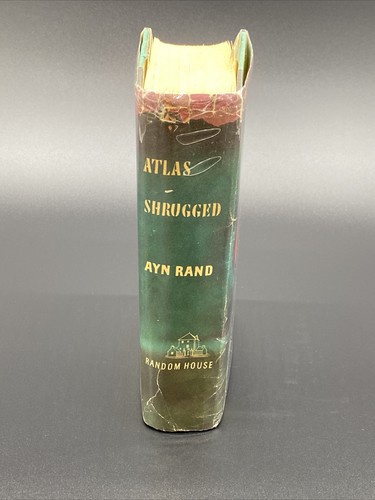 ATLAS
SHRUGGED
AYN RAND
RANDOM HOUSE